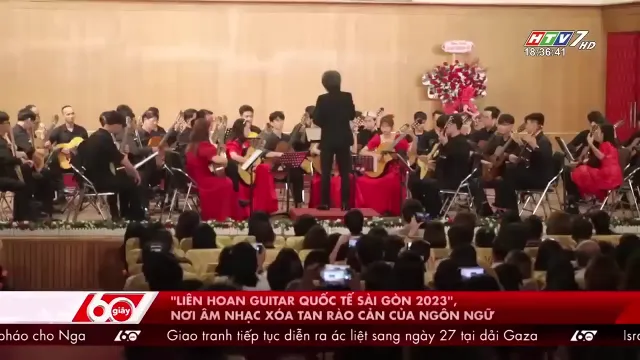 HTV7 HD
18:36:41
60 giây
"LIÊN HOAN GUITAR QUỐC TẾ SÀI GÒN 2023",
NƠI ÂM NHẠC XÓA TAN RÀO CẢN CỦA NGÔN NGỮ
pháo cho Nga 60 Giao tranh tiếp tục diễn ra ác liệt sang ngày 27 tại dải Gaza 60 Isr